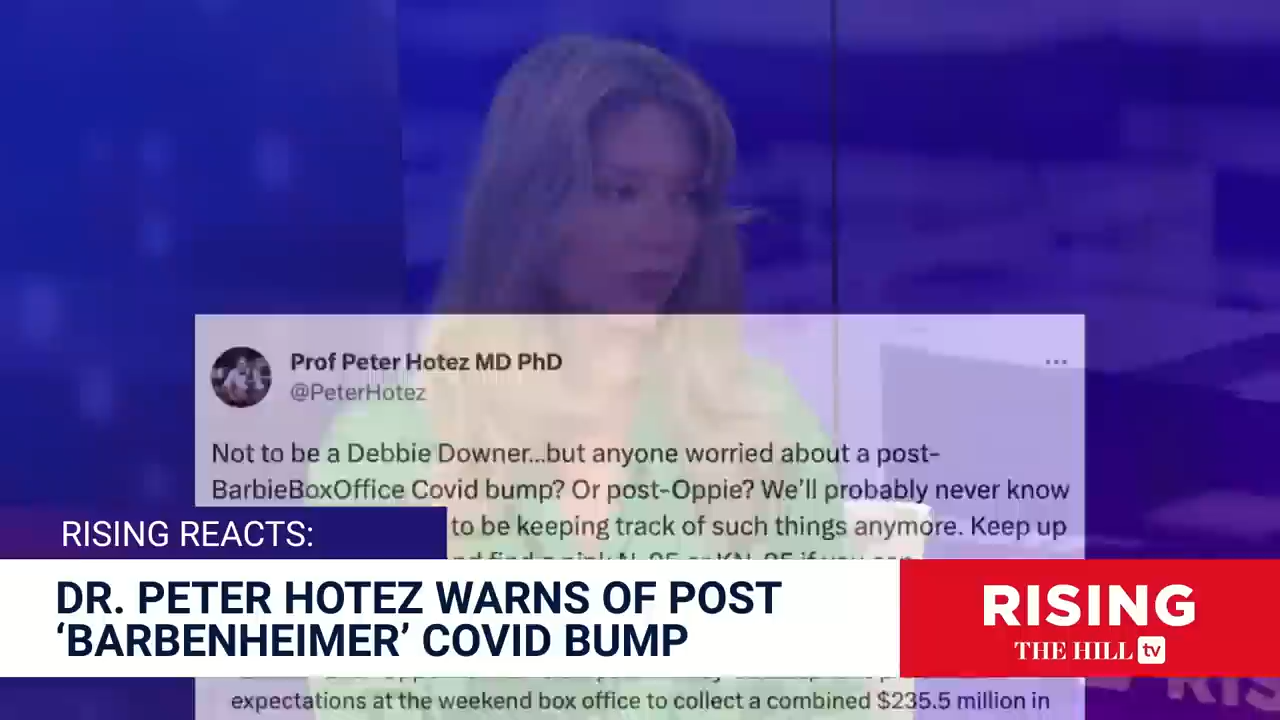 Prof Peter Hotez MD PhD
...
@PeterHotez
Not to be a Debbie Downer...but anyone worried about a post-
BarbieBoxOffice Covid bump? Or post-Oppie? We'll probably never know
to be keeping track of such things anymore. Keep up
RISING REACTS:
DR. PETER HOTEZ WARNS OF POST
‘BARBENHEIMER’ COVID BUMP
RISING
THE HILL tv
expectations at the weekend box office to collect a combined $235.5 million in
RIS